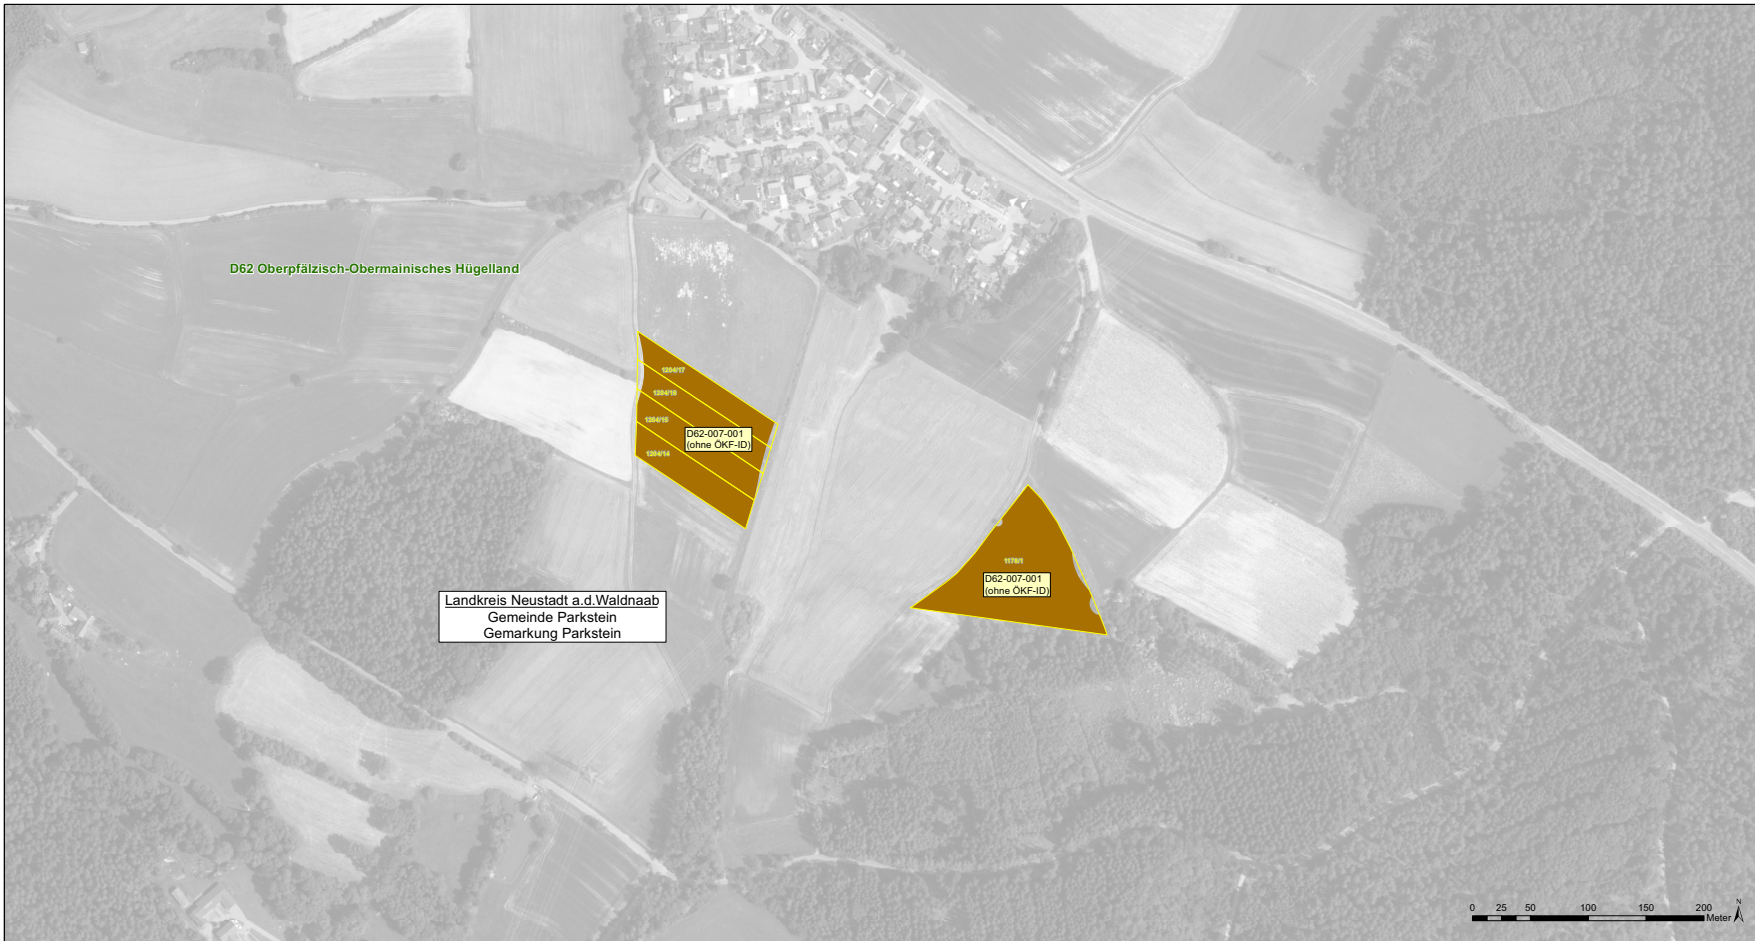 D62 Oberpfälzisch-Obermainisches Hügelland
1204/17
1204/16
1204/15
1204/14
D62-007-001
(ohne ÖKF-ID)
1176/1
D62-007-001
(ohne ÖKF-ID)
Landkreis Neustadt a.d.Waldnaab
Gemeinde Parkstein
Gemarkung Parkstein
0 25 50 100 150 200
Meter
N